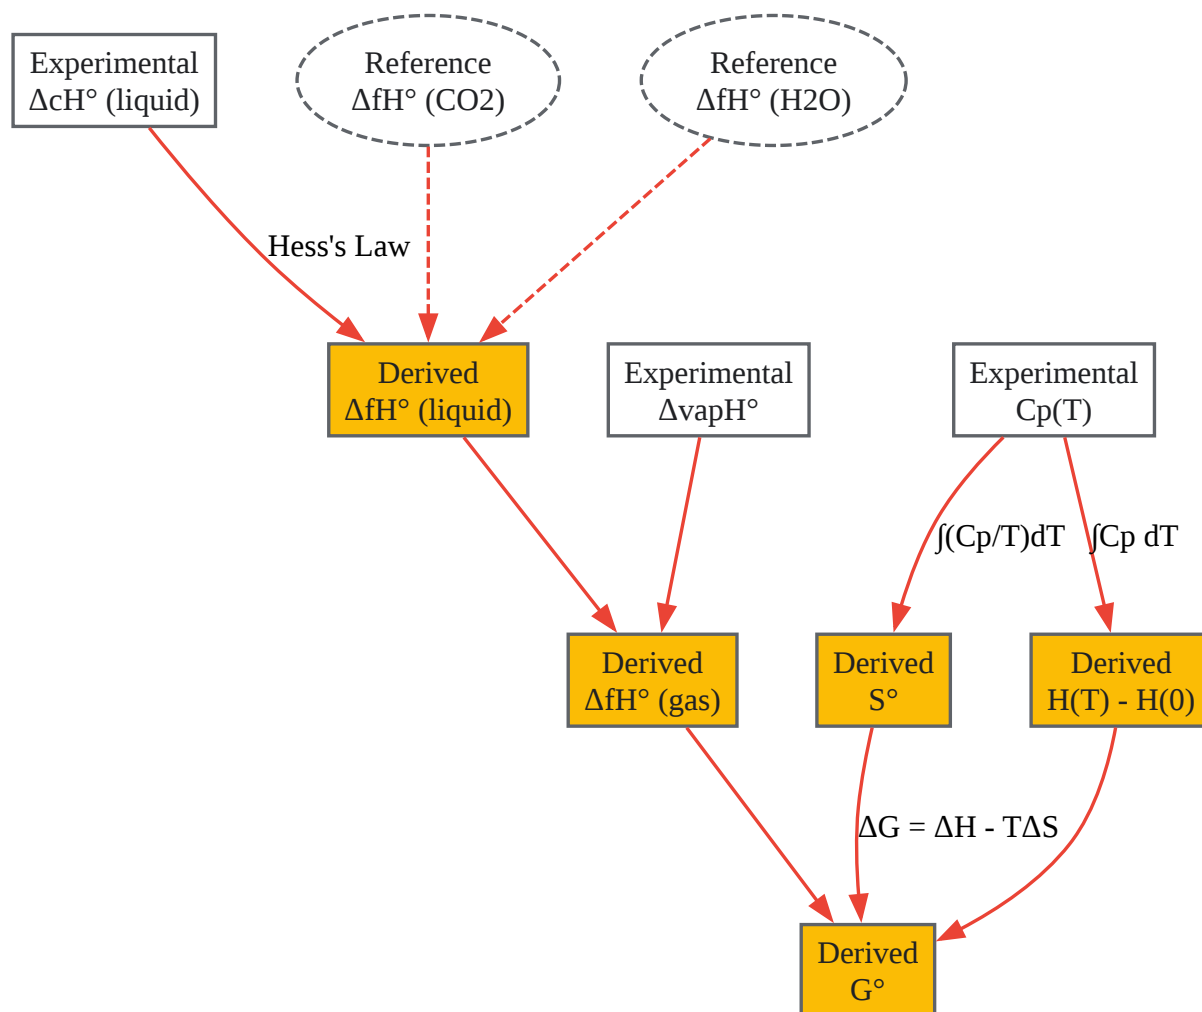 Experimental
ΔcH° (liquid)
Reference
ΔfH° (CO2)
Reference
ΔfH° (H2O)
Hess's Law
Derived
ΔfH° (liquid)
Experimental
ΔvapH°
Experimental
Cp(T)
∫(Cp/T)dT
∫Cp dT
Derived
ΔfH° (gas)
Derived
S°
Derived
H(T) - H(0)
ΔG = ΔH - TΔS
Derived
G°